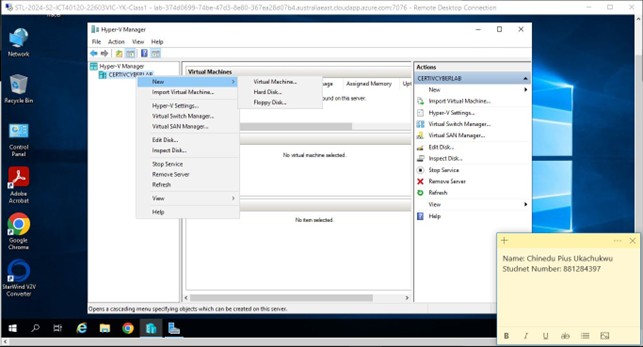 STL-2024-S2-ICT40120-22603VIC-YK-Class1 - lab-374d0699-74be-47d5-8e80-367ea28d07b4.australiaeast.cloudapp.azure.com:7076 - Remote Desktop Connection
Network
Recycle Bin
Control Panel
Adobe Acrobat
Google Chrome
StarWind V2V Converter
Hyper-V Manager
File Action View Help
Hyper-V Manager
CERTIVCYBERLAB
Virtual Machines
Assigned Memory
found on this server.
No virtual machine selected.
No item selected.
New
Import Virtual Machine...
Hyper-V Settings...
Virtual Switch Manager...
Virtual SAN Manager...
Edit Disk...
Inspect Disk...
Stop Service
Remove Server
Refresh
View
Help
Virtual Machine...
Hard Disk...
Floppy Disk...
Actions
CERTIVCYBERLAB
New
Import Virtual Machine...
Hyper-V Settings...
Virtual Switch Manager...
Virtual SAN Manager...
Edit Disk...
Inspect Disk...
Stop Service
Remove Server
Refresh
View
Help
Opens a cascading menu specifying objects which can be created on this server.
Name: Chinedu Pius Ukachukwu
Studnet Number: 881284397
B I U ab